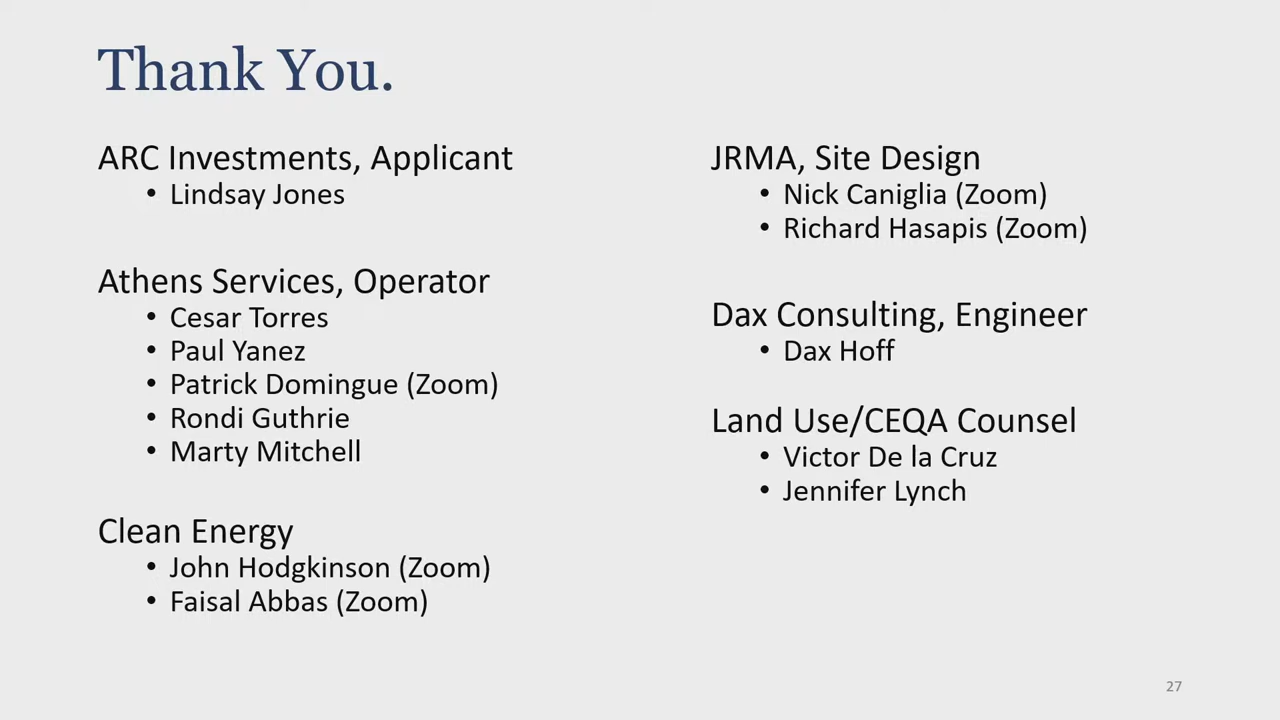 Thank You.
ARC Investments, Applicant
• Lindsay Jones
Athens Services, Operator
• Cesar Torres
• Paul Yanez
• Patrick Domingue (Zoom)
• Rondi Guthrie
• Marty Mitchell
Clean Energy
• John Hodgkinson (Zoom)
• Faisal Abbas (Zoom)
JRMA, Site Design
• Nick Caniglia (Zoom)
• Richard Hasapis (Zoom)
Dax Consulting, Engineer
• Dax Hoff
Land Use/CEQA Counsel
• Victor De la Cruz
• Jennifer Lynch
27